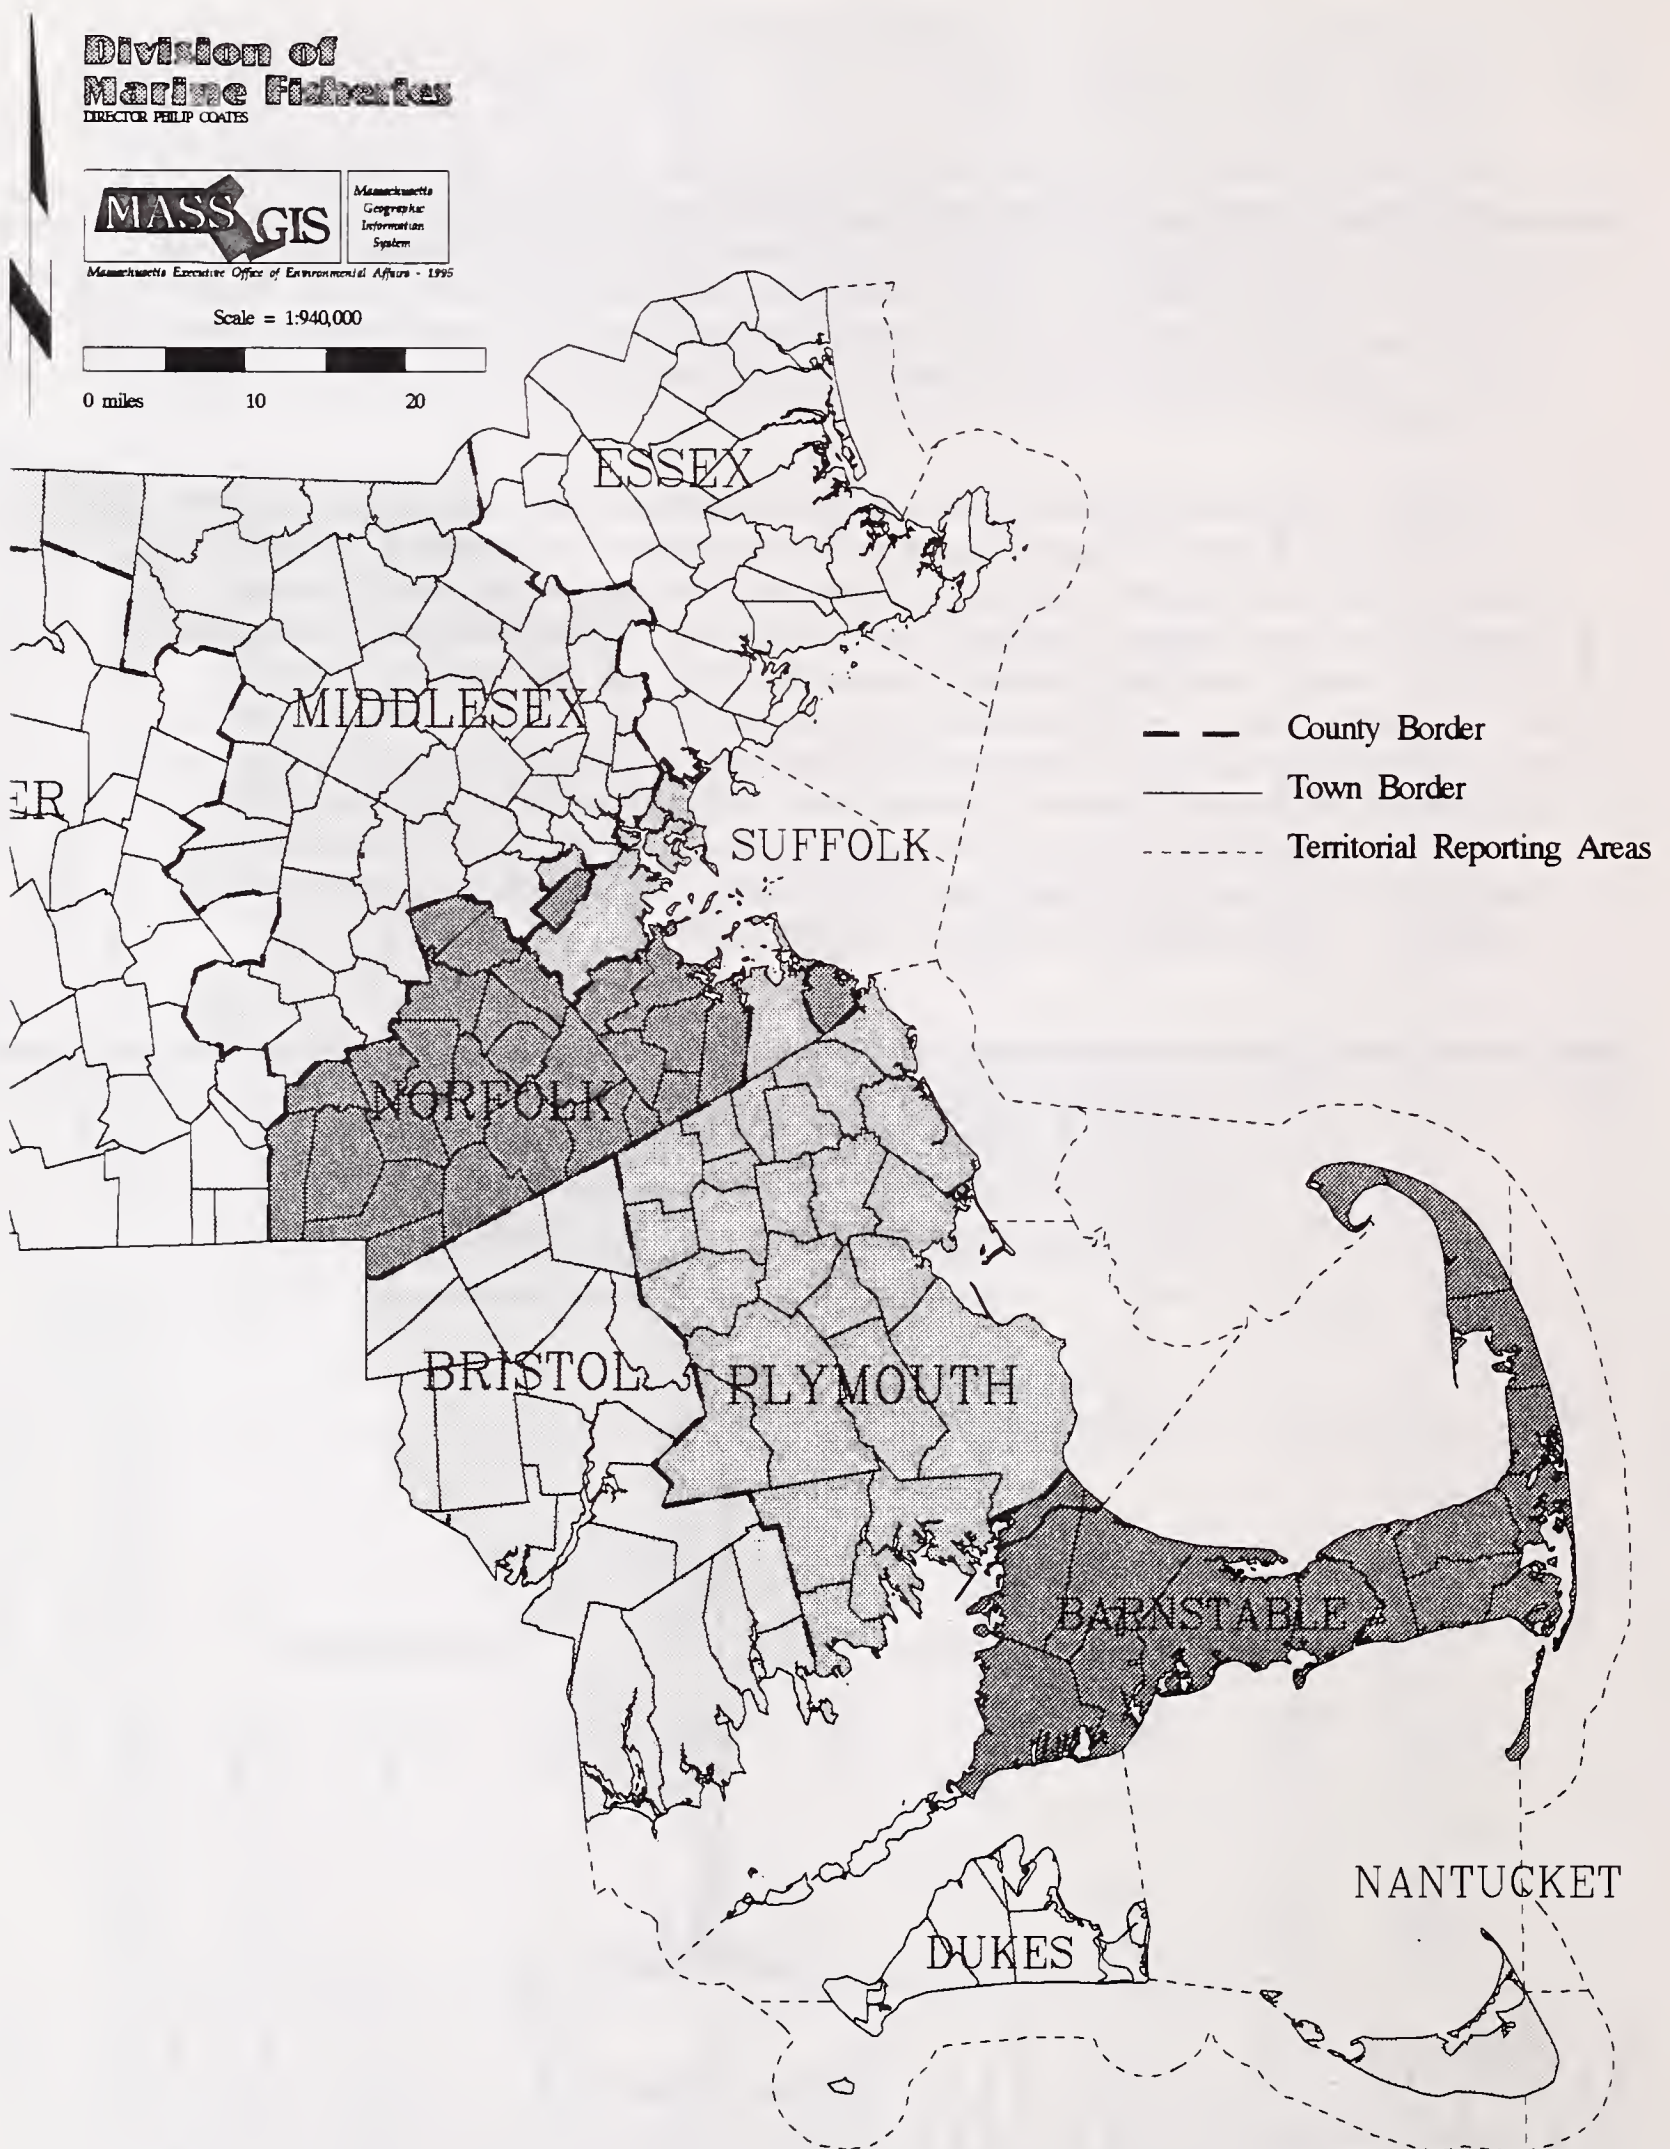 Division of
Marine Fisheries
DIRECTOR PHILIP COATES
MASS GIS
Massachusetts
Geographic
Information
System
Massachusetts Executive Office of Environmental Affairs - 1995
Scale = 1:940,000
0 miles 10 20
ESSEX
MIDDLESEX
County Border
ER
Town Border
SUFFOLK
Territorial Reporting Areas
NORFOLK
BRISTOL
PLYMOUTH
BARNSTABLE
NANTUCKET
DUKES